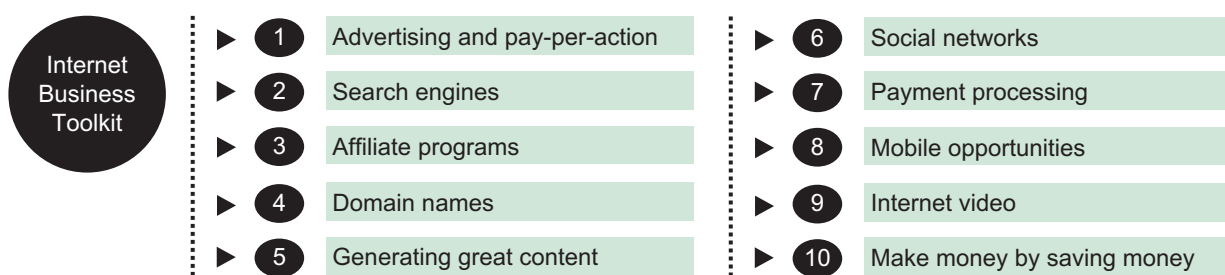 Internet
Business
Toolkit
1 Advertising and pay-per-action
2 Search engines
3 Affiliate programs
4 Domain names
5 Generating great content
6 Social networks
7 Payment processing
8 Mobile opportunities
9 Internet video
10 Make money by saving money